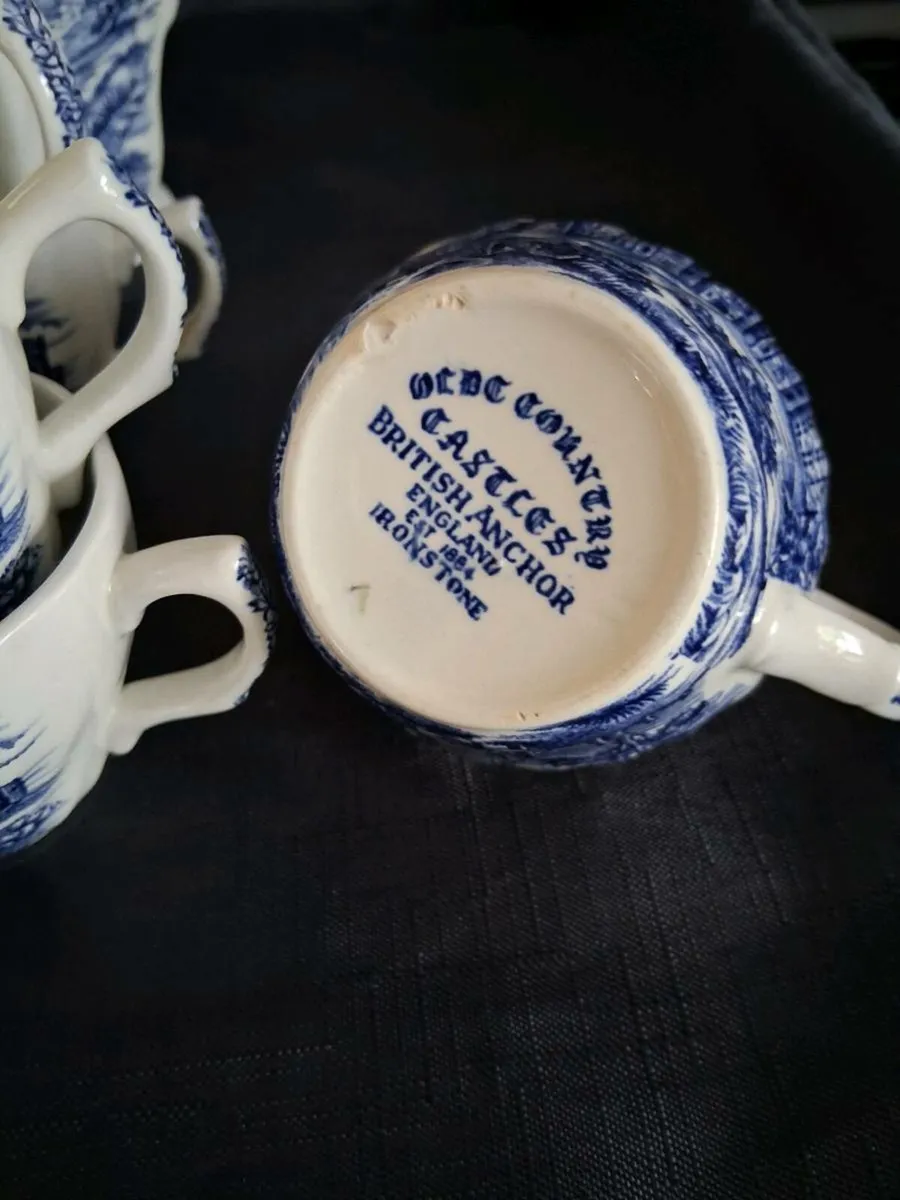 OLDE COUNTRY
CASTLES
BRITISH ANCHOR
ENGLAND
EST 1884
IRONSTONE
7